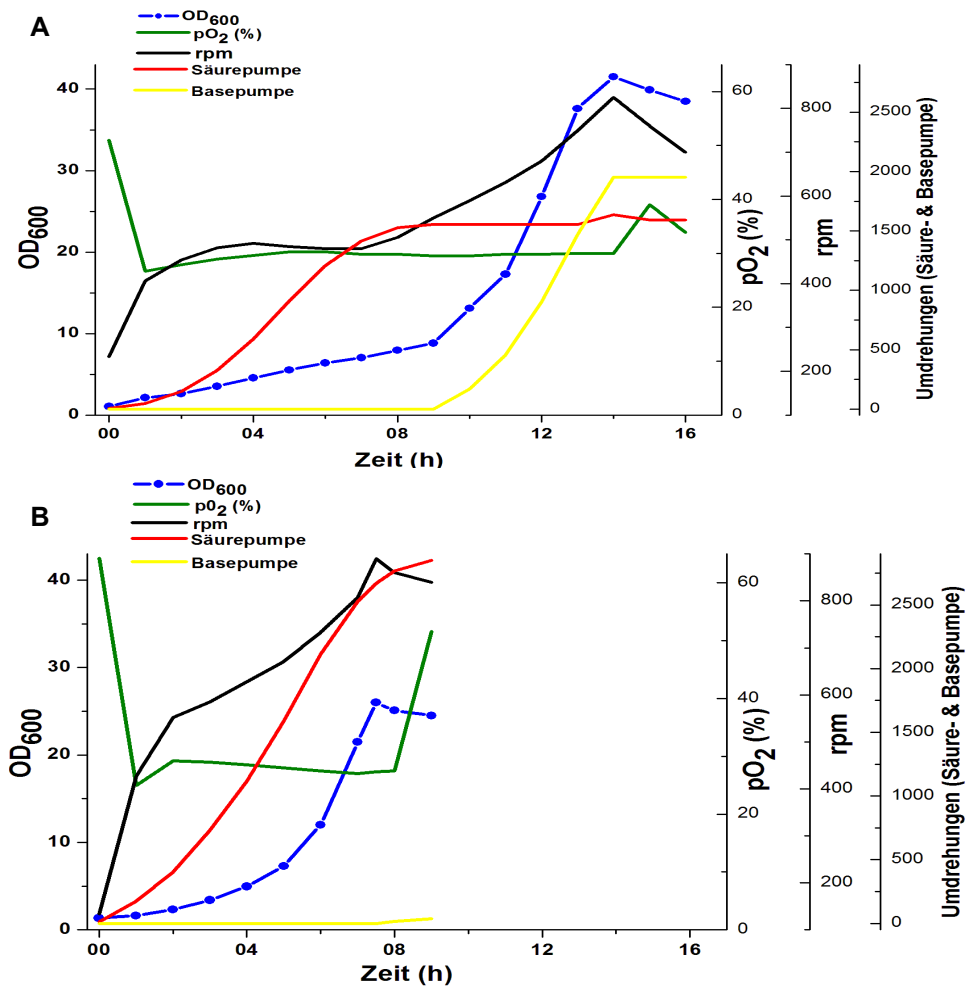 A
OD600
pO2 (%)
rpm
Säurepumpe
Basepumpe
OD600
40
30
20
10
0
00 04 08 12 16
Zeit (h)
60
40
20
0
pO2 (%)
800
600
400
200
rpm
2500
2000
1500
1000
500
0
Umdrehungen (Säure- & Basepumpe)
B
OD600
p02 (%)
rpm
Säurepumpe
Basepumpe
OD600
40
30
20
10
0
00 04 08 12 16
Zeit (h)
60
40
20
0
pO2 (%)
800
600
400
200
rpm
2500
2000
1500
1000
500
0
Umdrehungen (Säure- & Basepumpe)